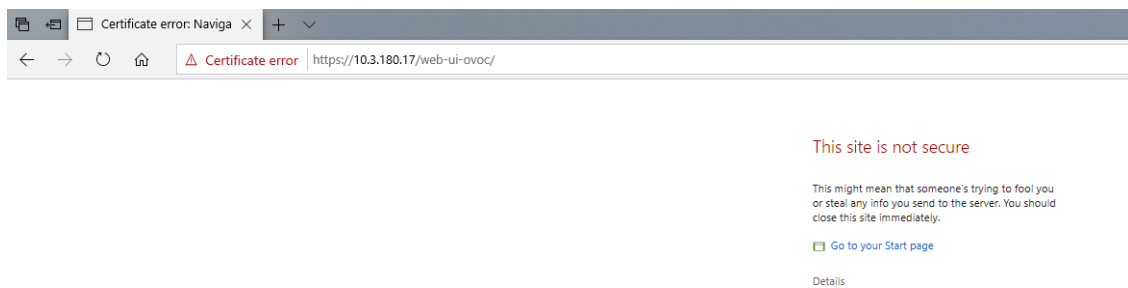 Certificate error: Naviga
Certificate error https://10.3.180.17/web-ui-ovoc/
This site is not secure
This might mean that someone's trying to fool you
or steal any info you send to the server. You should
close this site immediately.
Go to your Start page
Details